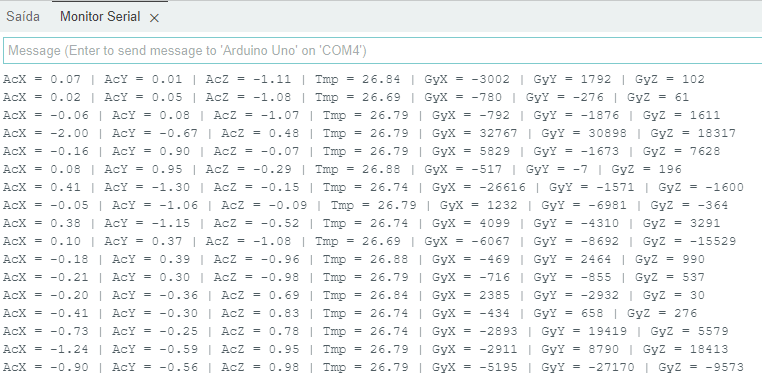 Saída Monitor Serial ×
Message (Enter to send message to 'Arduino Uno' on 'COM4')
AcX = 0.07 | AcY = 0.01 | AcZ = -1.11 | Tmp = 26.84 | GyX = -3002 | GyY = 1792 | GyZ = 102
AcX = 0.02 | AcY = 0.05 | AcZ = -1.08 | Tmp = 26.69 | GyX = -780 | GyY = -276 | GyZ = 61
AcX = -0.06 | AcY = 0.08 | AcZ = -1.07 | Tmp = 26.79 | GyX = -792 | GyY = -1876 | GyZ = 1611
AcX = -2.00 | AcY = -0.67 | AcZ = 0.48 | Tmp = 26.79 | GyX = 32767 | GyY = 30898 | GyZ = 18317
AcX = -0.16 | AcY = 0.90 | AcZ = -0.07 | Tmp = 26.79 | GyX = 5829 | GyY = -1673 | GyZ = 7628
AcX = 0.08 | AcY = 0.95 | AcZ = -0.29 | Tmp = 26.88 | GyX = -517 | GyY = -7 | GyZ = 196
AcX = 0.41 | AcY = -1.30 | AcZ = -0.15 | Tmp = 26.74 | GyX = -26616 | GyY = -1571 | GyZ = -1600
AcX = -0.05 | AcY = -1.06 | AcZ = -0.09 | Tmp = 26.79 | GyX = 1232 | GyY = -6981 | GyZ = -364
AcX = 0.38 | AcY = -1.15 | AcZ = -0.52 | Tmp = 26.74 | GyX = 4099 | GyY = -4310 | GyZ = 3291
AcX = 0.10 | AcY = 0.37 | AcZ = -1.08 | Tmp = 26.69 | GyX = -6067 | GyY = -8692 | GyZ = -15529
AcX = -0.18 | AcY = 0.39 | AcZ = -0.96 | Tmp = 26.88 | GyX = -469 | GyY = 2464 | GyZ = 990
AcX = -0.21 | AcY = 0.30 | AcZ = -0.98 | Tmp = 26.79 | GyX = -716 | GyY = -855 | GyZ = 537
AcX = -0.20 | AcY = -0.36 | AcZ = 0.69 | Tmp = 26.84 | GyX = 2385 | GyY = -2932 | GyZ = 30
AcX = -0.41 | AcY = -0.30 | AcZ = 0.83 | Tmp = 26.74 | GyX = -434 | GyY = 658 | GyZ = 276
AcX = -0.73 | AcY = -0.25 | AcZ = 0.78 | Tmp = 26.74 | GyX = -2893 | GyY = 19419 | GyZ = 5579
AcX = -1.24 | AcY = -0.59 | AcZ = 0.95 | Tmp = 26.79 | GyX = -2911 | GyY = 8790 | GyZ = 18413
AcX = -0.90 | AcY = -0.56 | AcZ = 0.98 | Tmp = 26.79 | GyX = -5195 | GyY = -27170 | GyZ = -9573